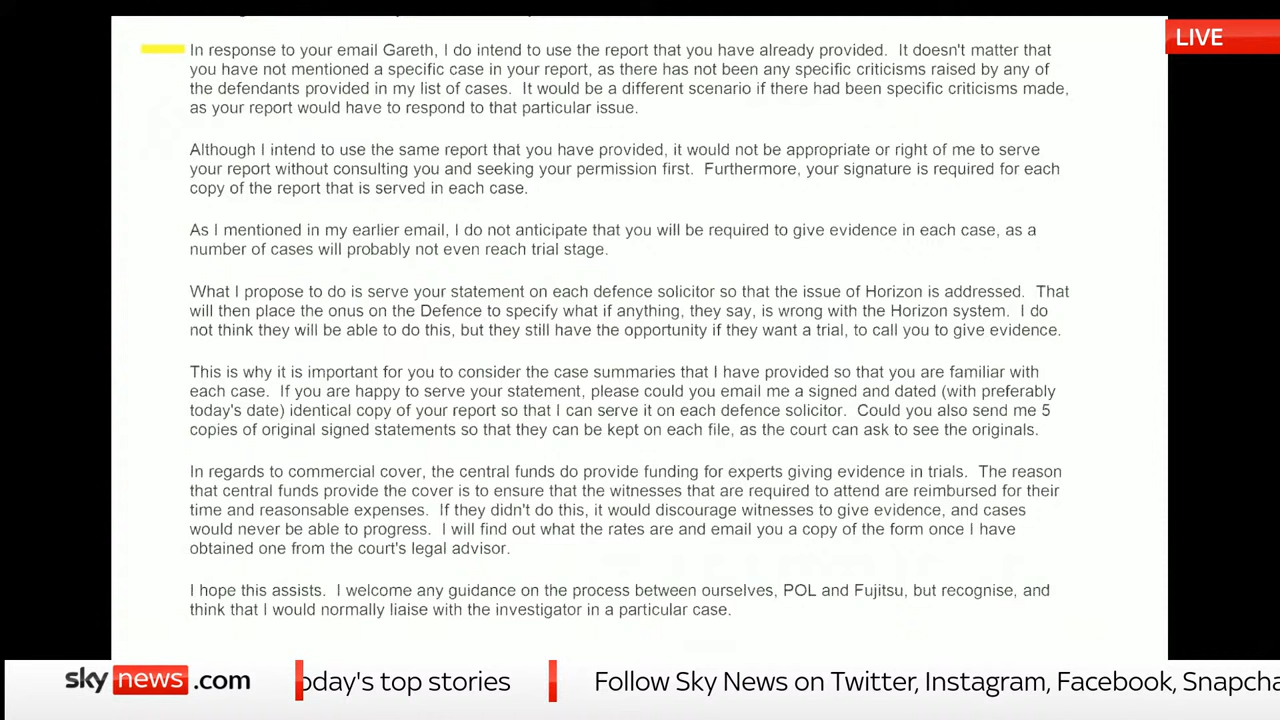 LIVE
In response to your email Gareth, I do intend to use the report that you have already provided. It doesn't matter that
you have not mentioned a specific case in your report, as there has not been any specific criticisms raised by any of
the defendants provided in my list of cases. It would be a different scenario if there had been specific criticisms made,
as your report would have to respond to that particular issue.
Although I intend to use the same report that you have provided, it would not be appropriate or right of me to serve
your report without consulting you and seeking your permission first. Furthermore, your signature is required for each
copy of the report that is served in each case.
As I mentioned in my earlier email, I do not anticipate that you will be required to give evidence in each case, as a
number of cases will probably not even reach trial stage.
What I propose to do is serve your statement on each defence solicitor so that the issue of Horizon is addressed. That
will then place the onus on the Defence to specify what if anything, they say, is wrong with the Horizon system. I do
not think they will be able to do this, but they still have the opportunity if they want a trial, to call you to give evidence.
This is why it is important for you to consider the case summaries that I have provided so that you are familiar with
each case. If you are happy to serve your statement, please could you email me a signed and dated (with preferably
today's date) identical copy of your report so that I can serve it on each defence solicitor. Could you also send me 5
copies of original signed statements so that they can be kept on each file, as the court can ask to see the originals.
In regards to commercial cover, the central funds do provide funding for experts giving evidence in trials. The reason
that central funds provide the cover is to ensure that the witnesses that are required to attend are reimbursed for their
time and reasonable expenses. If they didn't do this, it would discourage witnesses to give evidence, and cases
would never be able to progress. I will find out what the rates are and email you a copy of the form once I have
obtained one from the court's legal advisor.
I hope this assists. I welcome any guidance on the process between ourselves, POL and Fujitsu, but recognise, and
think that I would normally liaise with the investigator in a particular case.
sky news.com oday's top stories Follow Sky News on Twitter, Instagram, Facebook, Snapcha